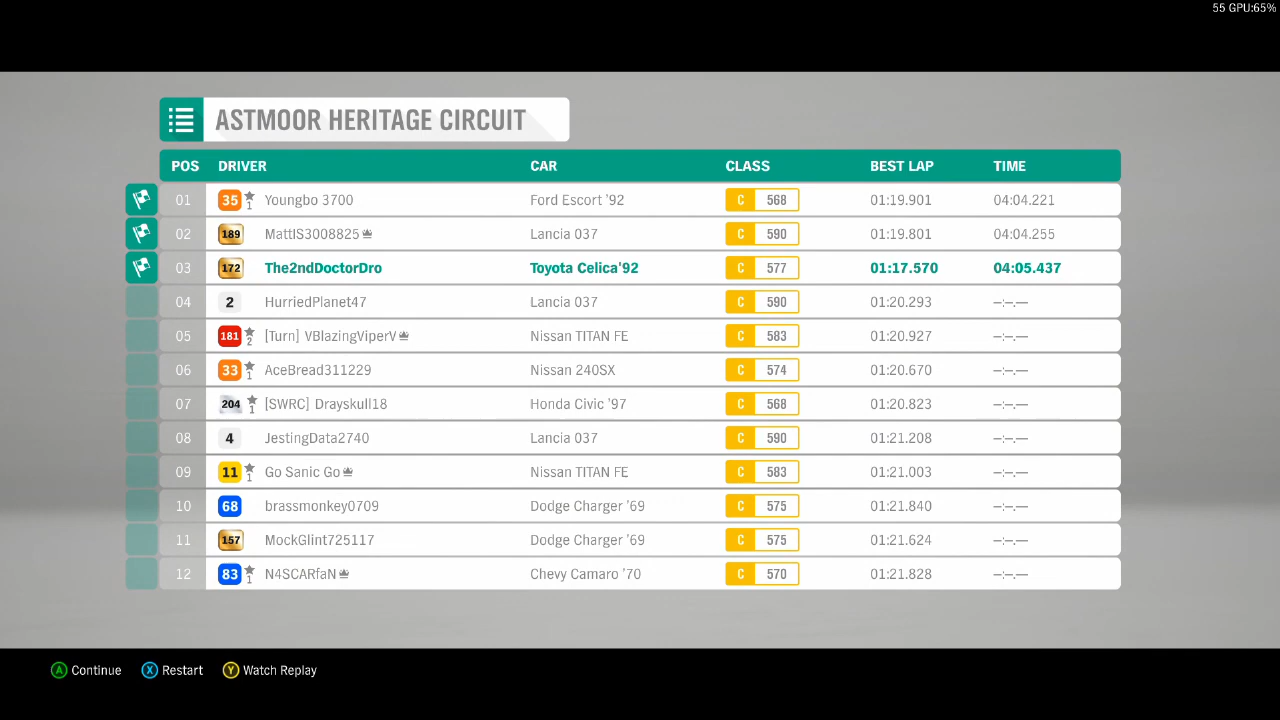 55 GPU:65%
ASTMOOR HERITAGE CIRCUIT
POS DRIVER CAR CLASS BEST LAP TIME
01 35 1 Youngbo 3700 Ford Escort '92 C 568 01:19.901 04:04.221
02 189 MattIS3008825 Lancia 037 C 590 01:19.801 04:04.255
03 172 The2ndDoctorDro Toyota Celica'92 C 577 01:17.570 04:05.437
04 2 HurriedPlanet47 Lancia 037 C 590 01:20.293 --:--.---
05 181 2 [Turn] VBlazingViperV Nissan TITAN FE C 583 01:20.927 --:--.---
06 33 1 AceBread311229 Nissan 240SX C 574 01:20.670 --:--.---
07 204 1 [SWRC] Drayskull18 Honda Civic '97 C 568 01:20.823 --:--.---
08 4 JestingData2740 Lancia 037 C 590 01:21.208 --:--.---
09 11 1 Go Sanic Go Nissan TITAN FE C 583 01:21.003 --:--.---
10 68 brassmonkey0709 Dodge Charger '69 C 575 01:21.840 --:--.---
11 157 MockGlint725117 Dodge Charger '69 C 575 01:21.624 --:--.---
12 83 1 N4SCARfaN Chevy Camaro '70 C 570 01:21.828 --:--.---
A Continue X Restart Y Watch Replay